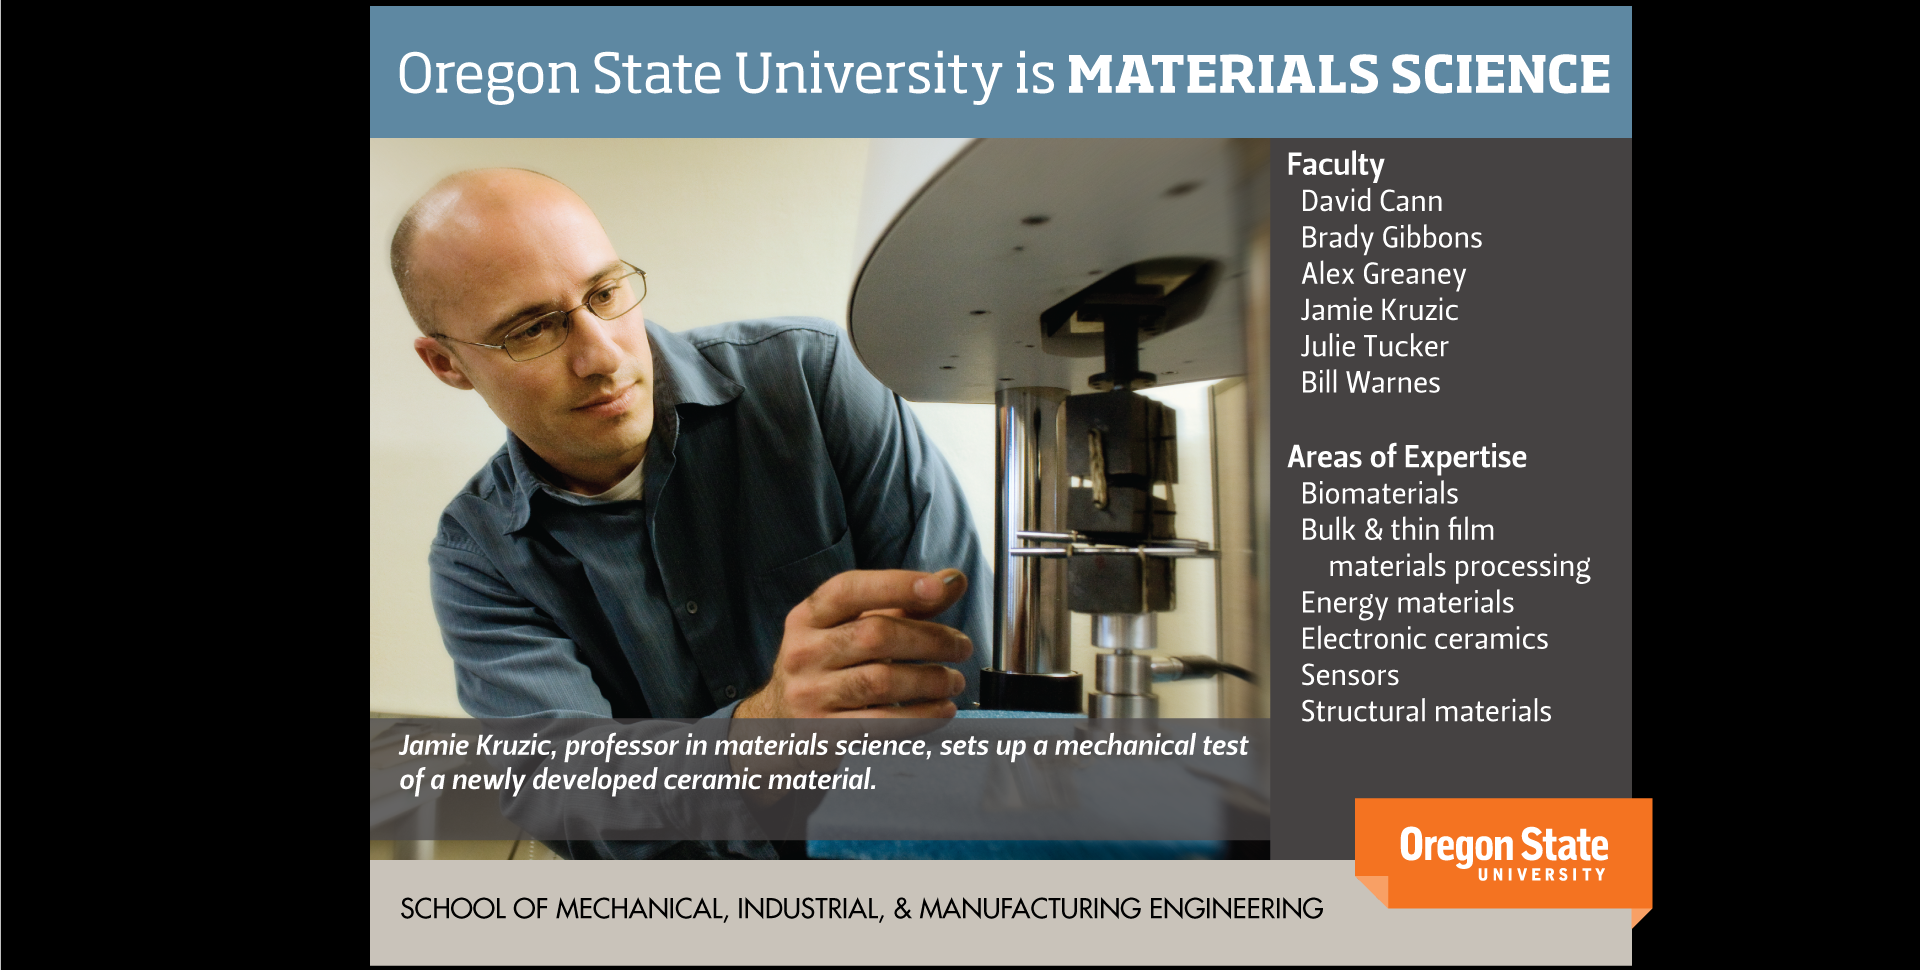 Oregon State University is MATERIALS SCIENCE
Faculty
David Cann
Brady Gibbons
Alex Greaney
Jamie Kruzic
Julie Tucker
Bill Warnes
Areas of Expertise
Biomaterials
Bulk & thin film
materials processing
Energy materials
Electronic ceramics
Sensors
Structural materials
Jamie Kruzic, professor in materials science, sets up a mechanical test
of a newly developed ceramic material.
Oregon State
UNIVERSITY
SCHOOL OF MECHANICAL, INDUSTRIAL, & MANUFACTURING ENGINEERING